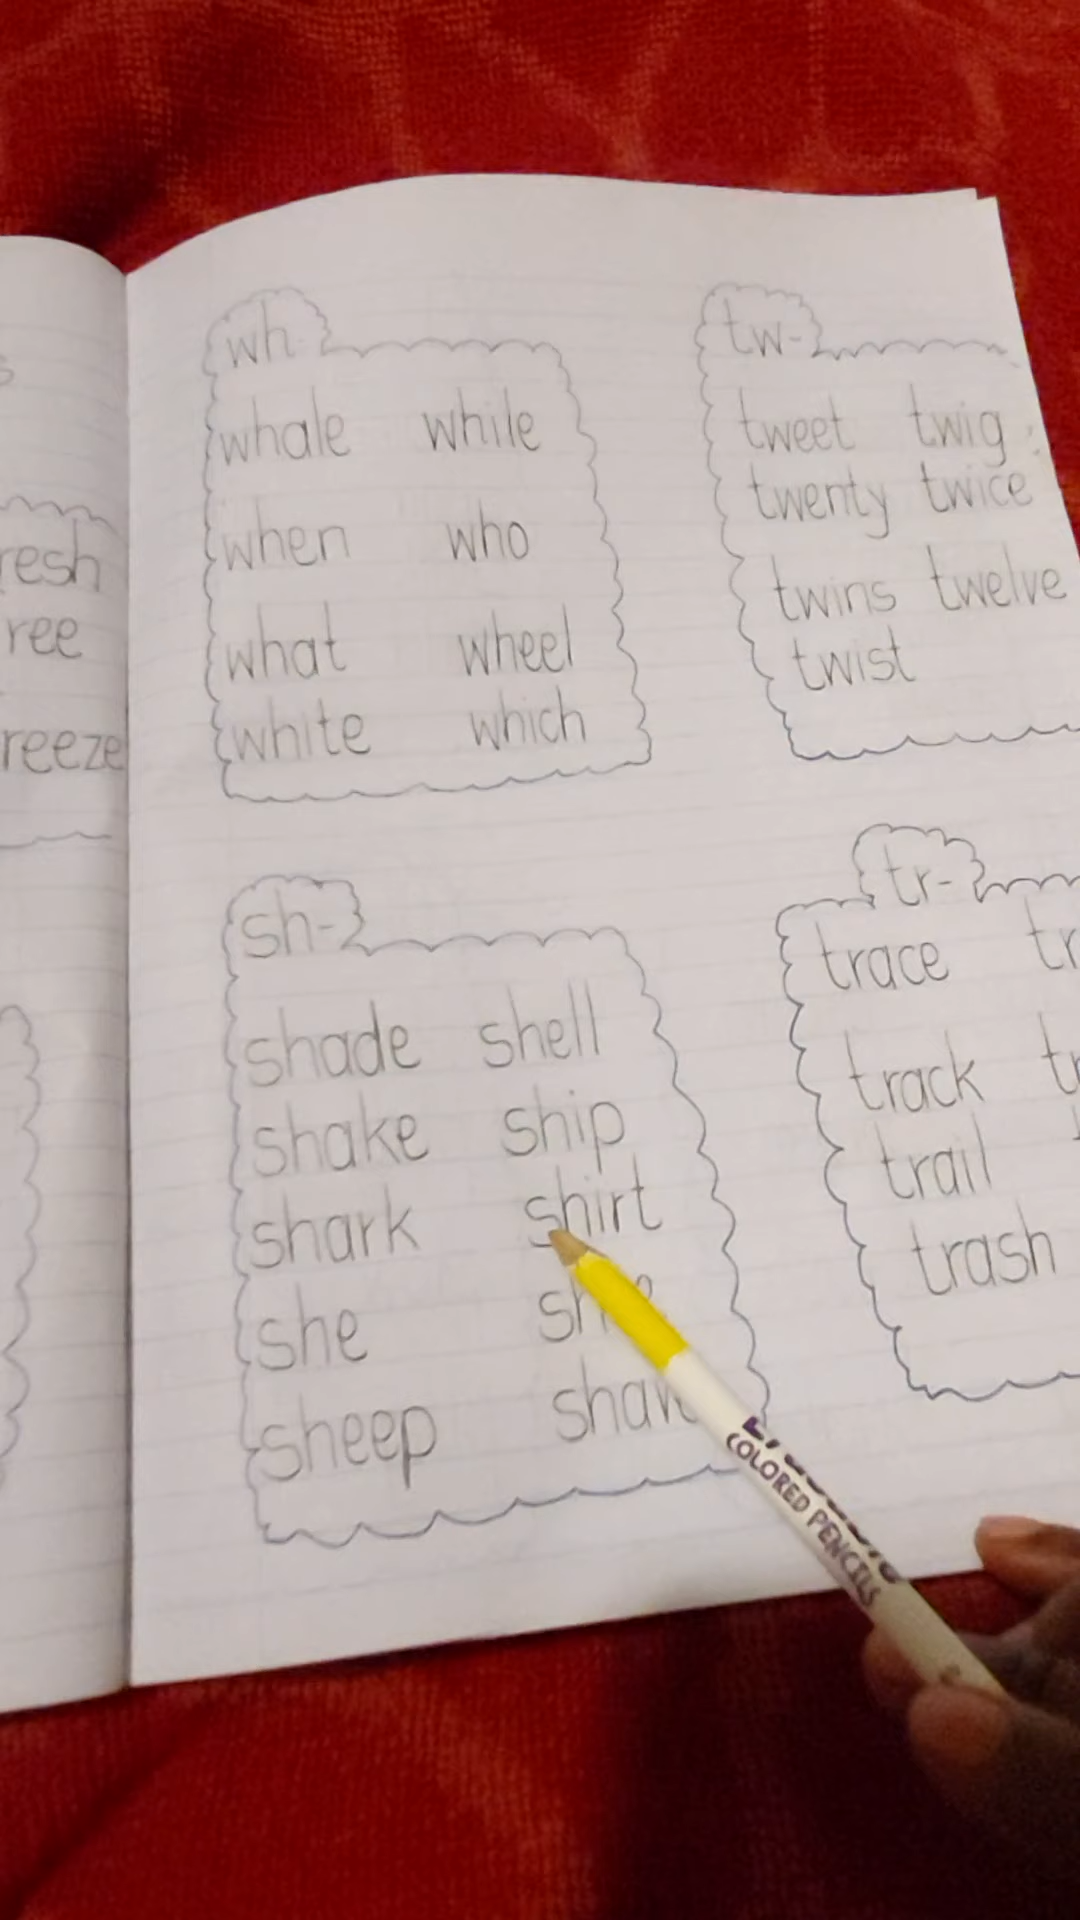 resh
ree
reeze
wh
whale while
when who
what wheel
white which
tw-
tweet twig
twenty twice
twins twelve
twist
sh-
shade shell
shake ship
shark shirt
she
sheep
tr-
trace
track
trail
trash
COLORED PENCILS